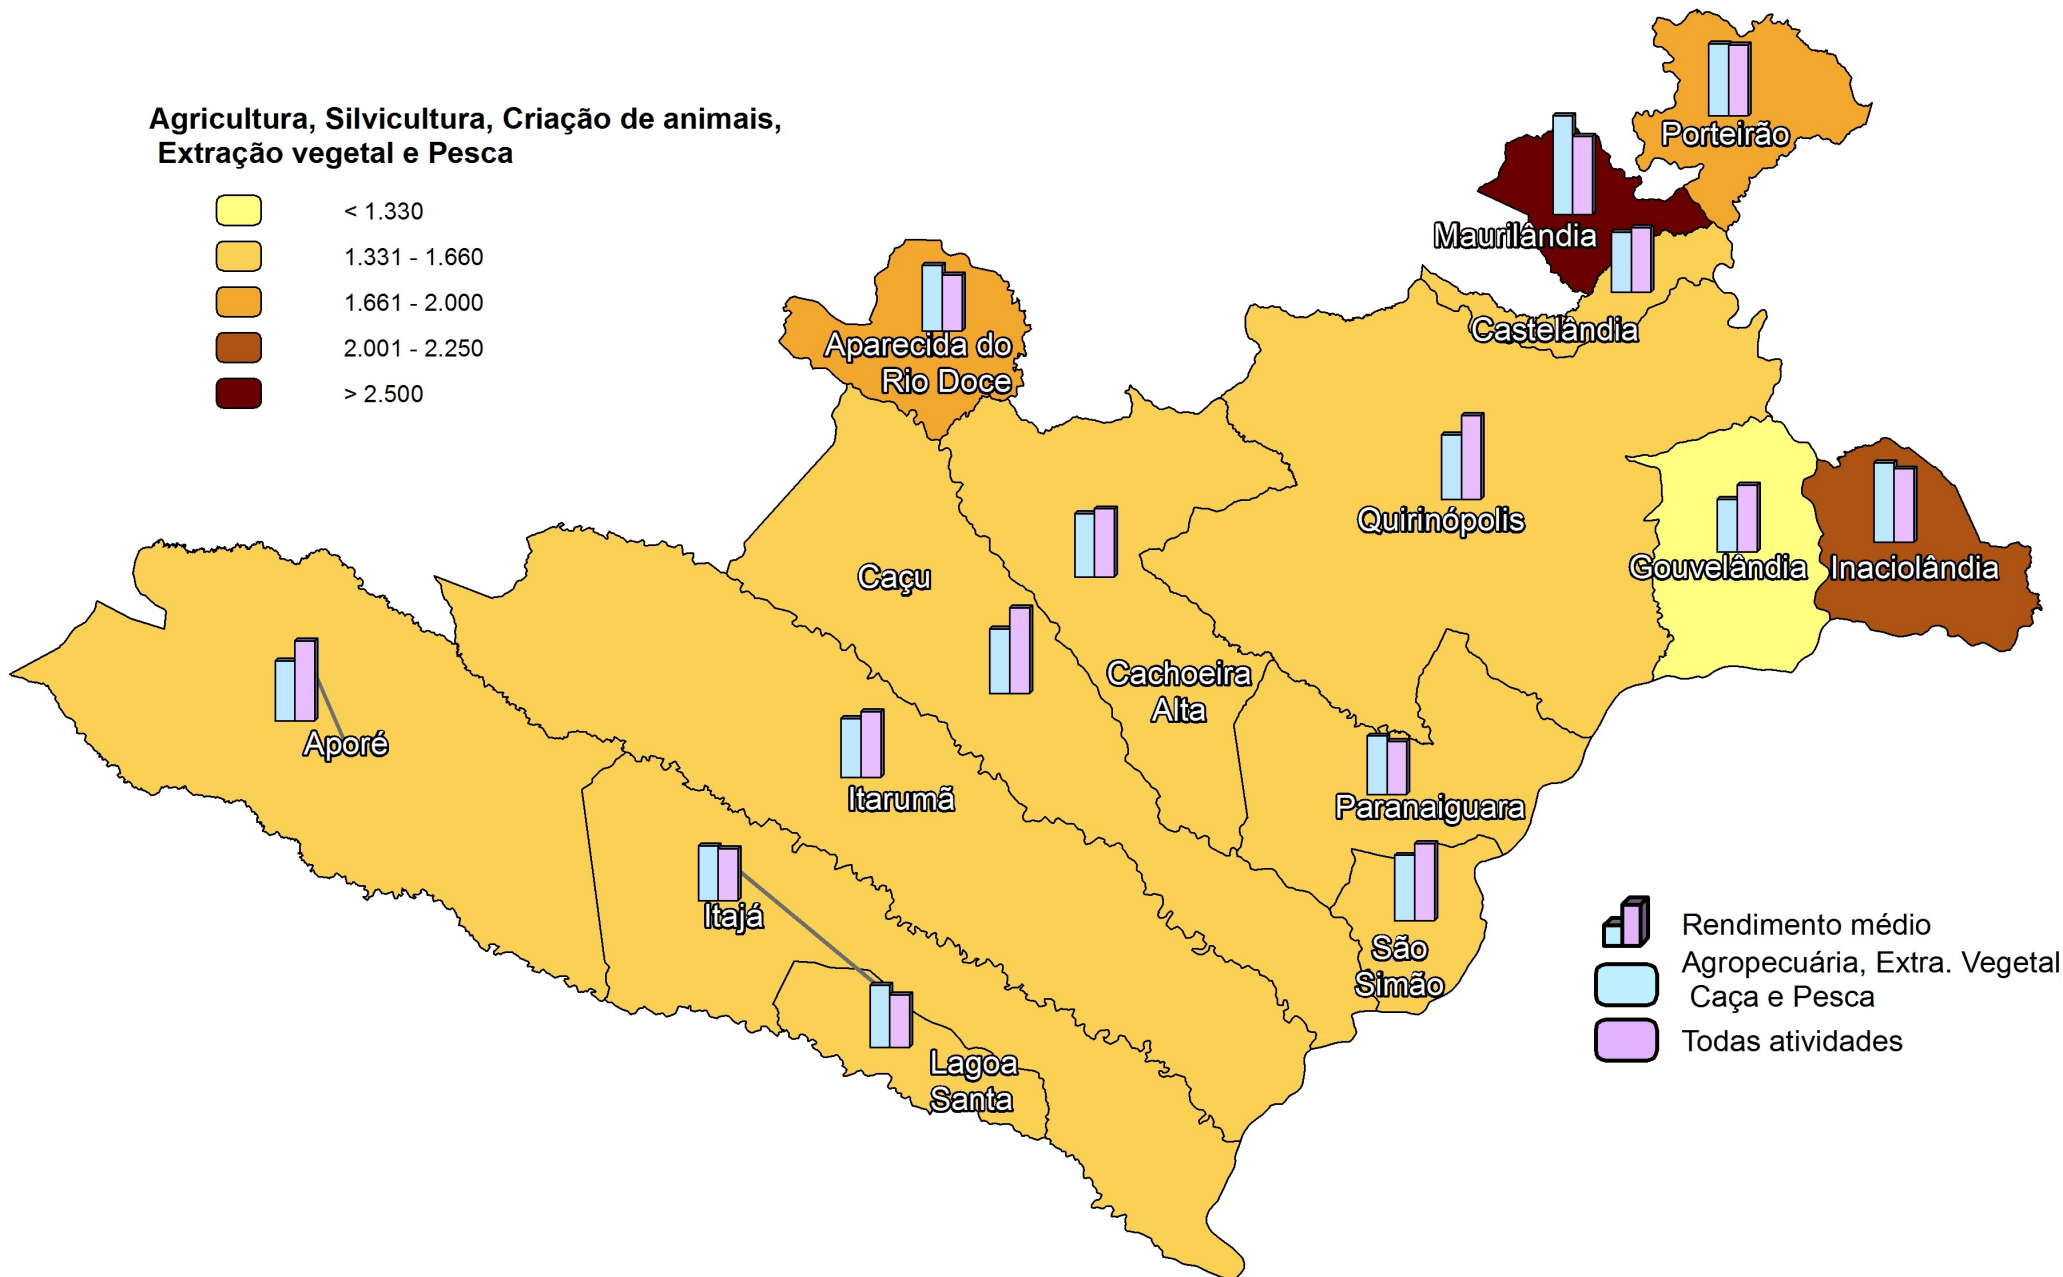 Agricultura, Silvicultura, Criação de animais,
Extração vegetal e Pesca
< 1.330
1.331 - 1.660
1.661 - 2.000
2.001 - 2.250
> 2.500
Porteirão
Maurilândia
Castelândia
Aparecida do
Rio Doce
Quirinópolis
Gouvelândia
Inaciolândia
Caçu
Cachoeira
Alta
Aporé
Itarumã
Paranaiguara
Itajá
São
Simão
Lagoa
Santa
Rendimento médio
Agropecuária, Extra. Vegetal
Caça e Pesca
Todas atividades